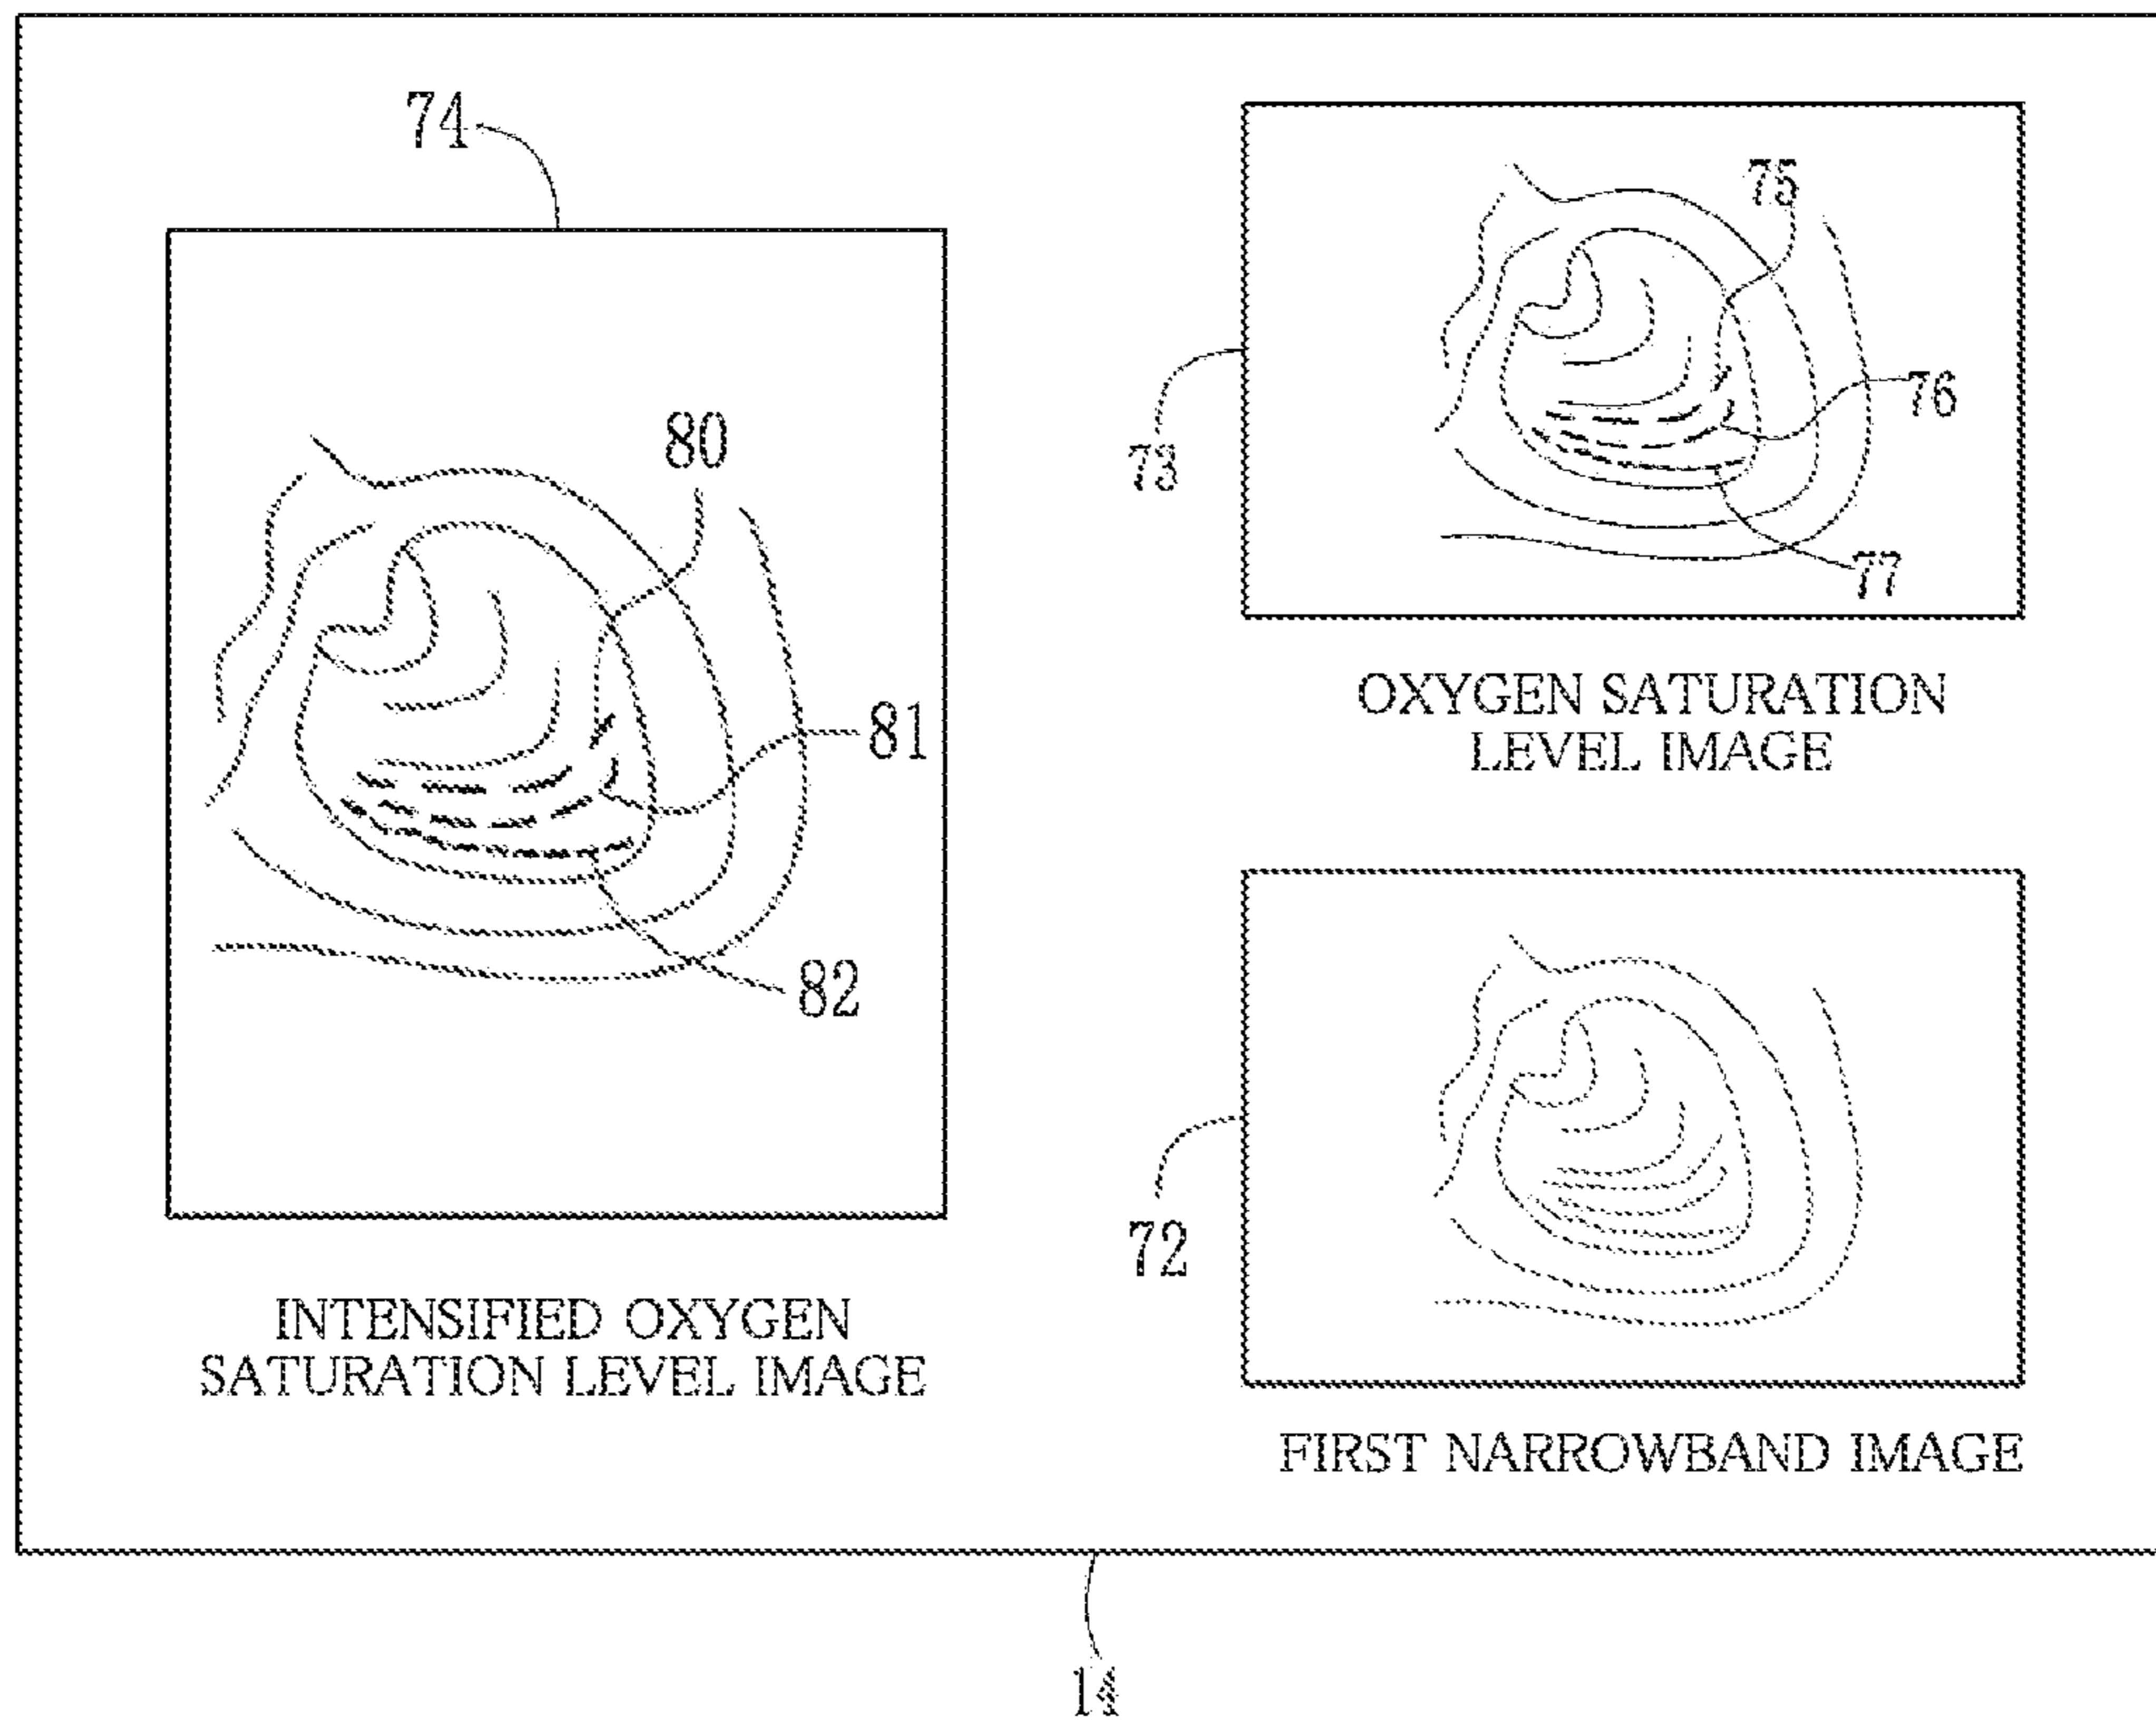 74
80
81
82
INTENSIFIED OXYGEN
SATURATION LEVEL IMAGE
75
76
73
77
OXYGEN SATURATION
LEVEL IMAGE
72
FIRST NARROWBAND IMAGE
14